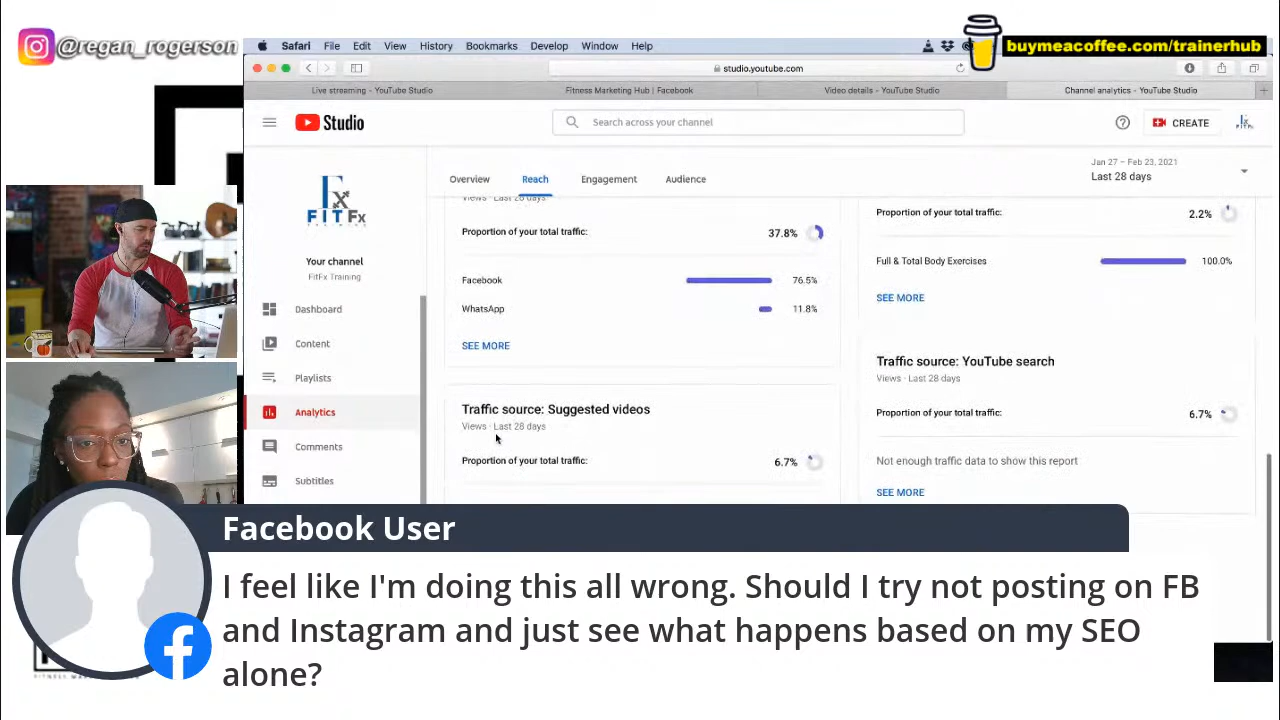 @regan_rogerson
Safari File Edit View History Bookmarks Develop Window Help
buymeacoffee.com/trainerhub
studio.youtube.com
Live streaming - YouTube Studio
Fitness Marketing Hub | Facebook
Video details - YouTube Studio
Channel analytics - YouTube Studio
Studio
Search across your channel
CREATE
FITFx
Your channel
FitFx Training
Dashboard
Content
Playlists
Analytics
Comments
Subtitles
Overview Reach Engagement Audience
Jan 27 – Feb 23, 2021
Last 28 days
Views · Last 28 days
Proportion of your total traffic: 37.8%
Facebook 76.5%
WhatsApp 11.8%
SEE MORE
Traffic source: Suggested videos
Views · Last 28 days
Proportion of your total traffic: 6.7%
Proportion of your total traffic: 2.2%
Full & Total Body Exercises 100.0%
SEE MORE
Traffic source: YouTube search
Views · Last 28 days
Proportion of your total traffic: 6.7%
Not enough traffic data to show this report
SEE MORE
Facebook User
I feel like I'm doing this all wrong. Should I try not posting on FB
and Instagram and just see what happens based on my SEO
alone?